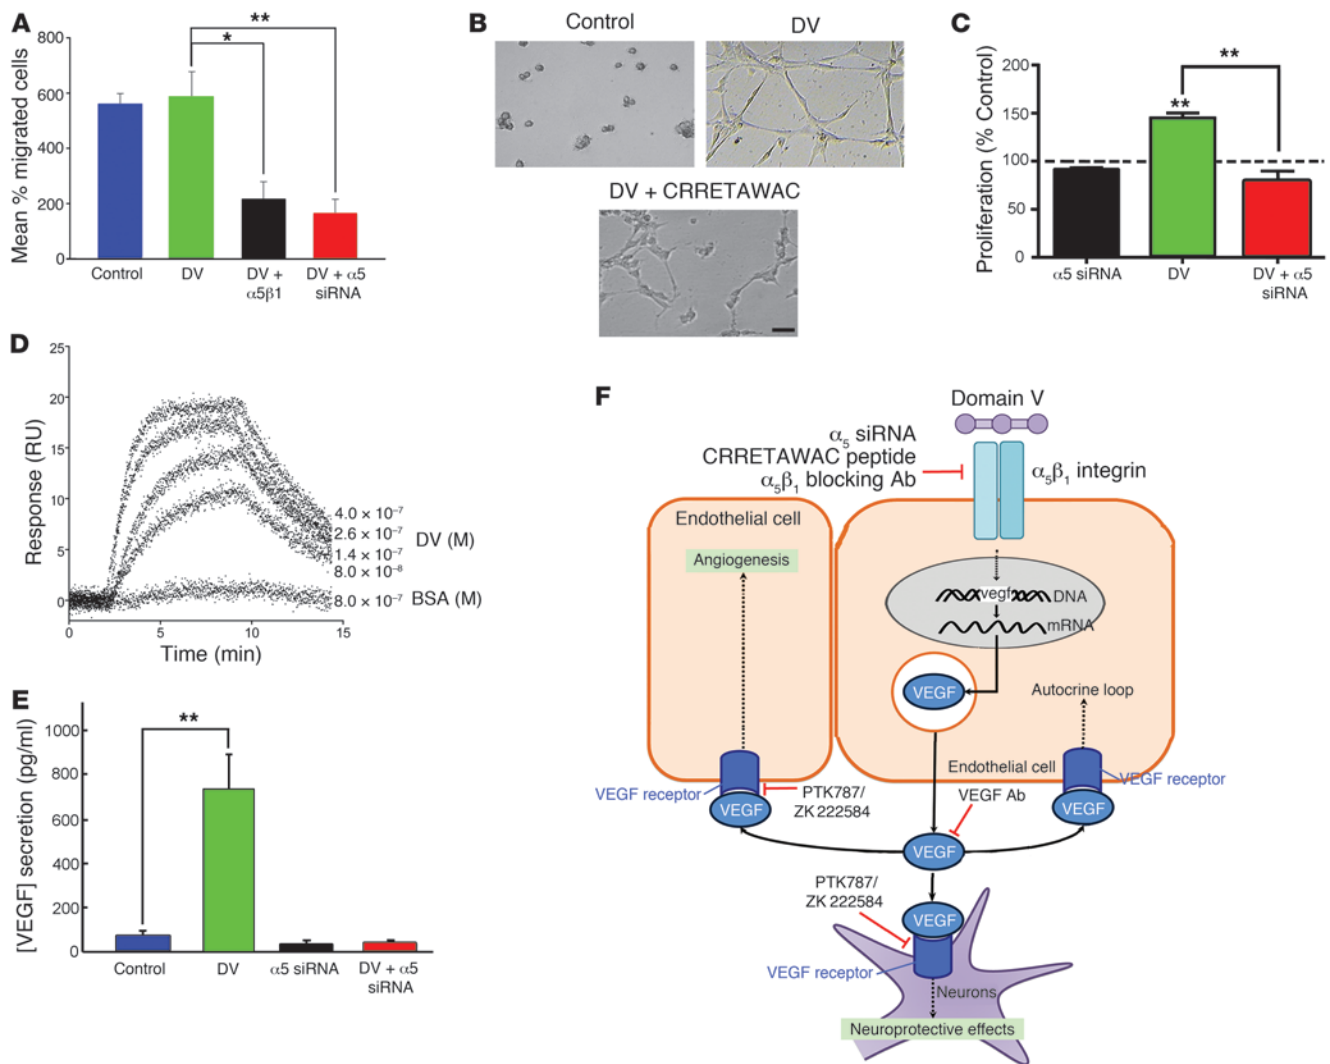 A
800
600
400
200
0
Mean % migrated cells
*
**
Control
DV
DV +
α5β1
DV + α5
siRNA
B
Control
DV
DV + CRRETAWAC
C
200
150
100
50
0
Proliferation (% Control)
**
**
α5 siRNA
DV
DV + α5
siRNA
D
25
20
15
10
5
0
Response (RU)
0
5
10
15
Time (min)
4.0 × 10⁻⁷
2.6 × 10⁻⁷
1.4 × 10⁻⁷
8.0 × 10⁻⁸
DV (M)
8.0 × 10⁻⁷ BSA (M)
E
1000
800
600
400
200
0
[VEGF] secretion (pg/ml)
**
Control
DV
α5 siRNA
DV + α5
siRNA
F
Domain V
α₅ siRNA
CRRETAWAC peptide
α₅β₁ blocking Ab
α₅β₁ integrin
Endothelial cell
Angiogenesis
vegf
DNA
mRNA
VEGF
Autocrine loop
Endothelial cell
VEGF receptor
VEGF receptor
PTK787/
ZK 222584
VEGF Ab
VEGF
VEGF
VEGF
PTK787/
ZK 222584
VEGF
VEGF receptor
Neurons
Neuroprotective effects